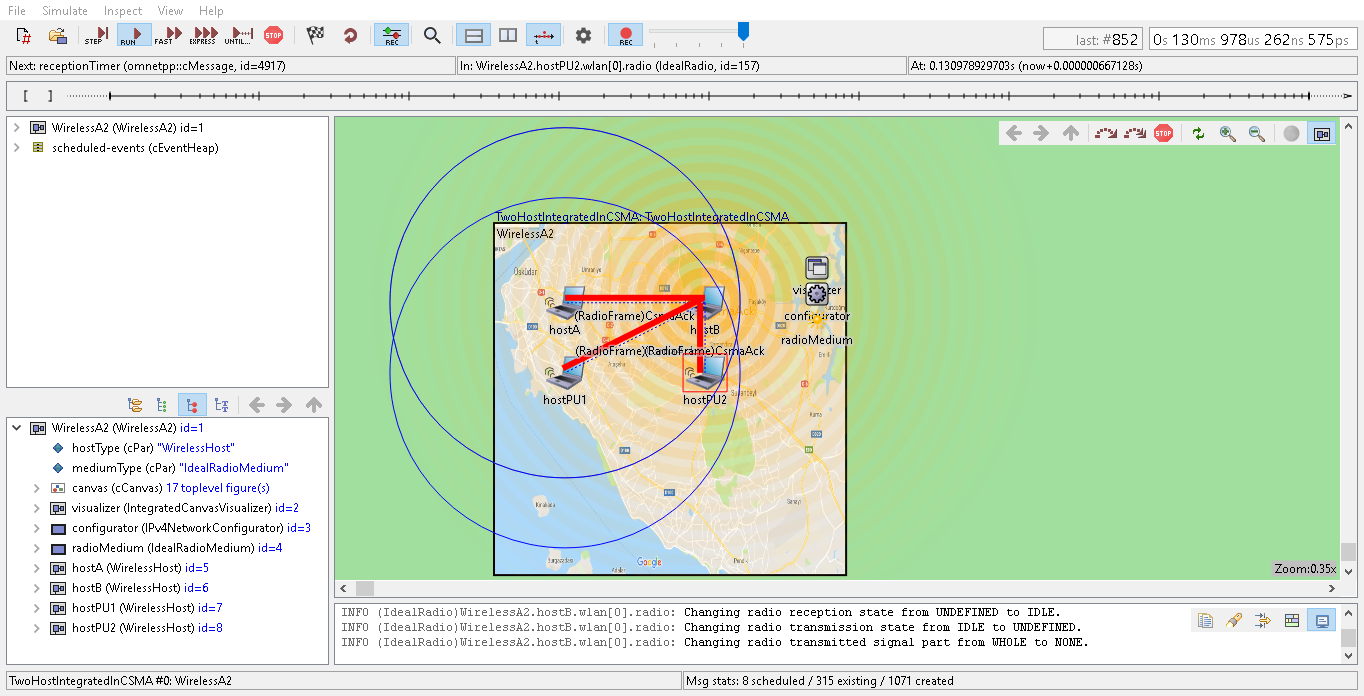 File Simulate Inspect View Help
STEP RUN FAST EXPRESS UNTIL... STOP REC REC
last: #852 0s 130ms 978us 262ns 575ps
Next: receptionTimer (omnetpp::cMessage, id=4917) In: WirelessA2.hostPU2.wlan[0].radio (IdealRadio, id=157) At: 0.130978929703s (now+0.000000667128s)
[ ]
WirelessA2 (WirelessA2) id=1
scheduled-events (cEventHeap)
STOP
TwoHostIntegratedInCSMA: TwoHostIntegratedInCSMA
WirelessA2
Üsküdar
Ümraniye
visualizer
configurator
radioMedium
(RadioFrame)CsmaAck
hostA
hostB
(RadioFrame)(RadioFrame)CsmaAck
hostPU1
hostPU2
Google
Pendik
Zoom:0.35x
WirelessA2 (WirelessA2) id=1
hostType (cPar) "WirelessHost"
mediumType (cPar) "IdealRadioMedium"
canvas (cCanvas) 17 toplevel figure(s)
visualizer (IntegratedCanvasVisualizer) id=2
configurator (IPv4NetworkConfigurator) id=3
radioMedium (IdealRadioMedium) id=4
hostA (WirelessHost) id=5
hostB (WirelessHost) id=6
hostPU1 (WirelessHost) id=7
hostPU2 (WirelessHost) id=8
INFO (IdealRadio)WirelessA2.hostB.wlan[0].radio: Changing radio reception state from UNDEFINED to IDLE.
INFO (IdealRadio)WirelessA2.hostB.wlan[0].radio: Changing radio transmission state from IDLE to UNDEFINED.
INFO (IdealRadio)WirelessA2.hostB.wlan[0].radio: Changing radio transmitted signal part from WHOLE to NONE.
TwoHostIntegratedInCSMA #0: WirelessA2 Msg stats: 8 scheduled / 315 existing / 1071 created